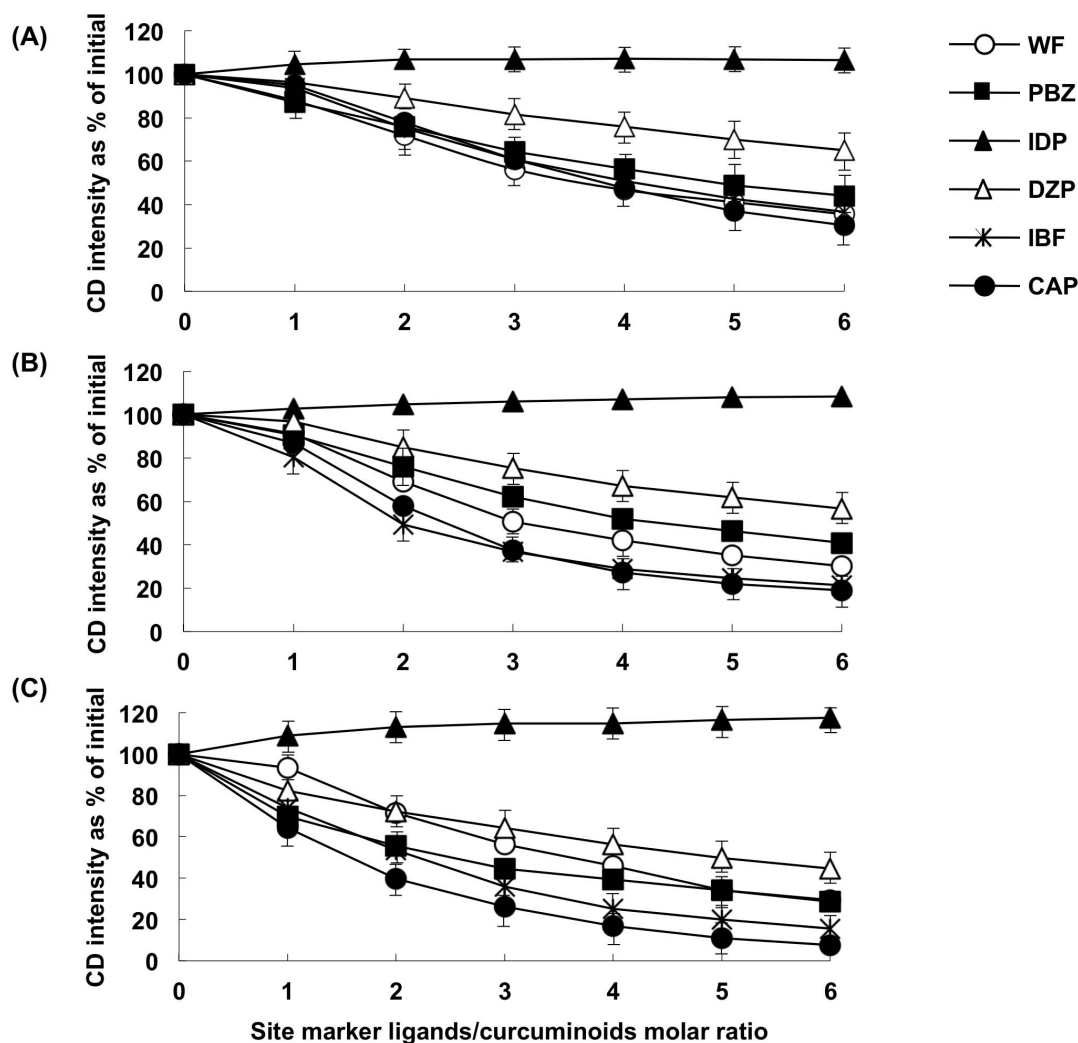 (A)
CD intensity as % of initial
120
100
80
60
40
20
0
0 1 2 3 4 5 6
WF
PBZ
IDP
DZP
IBF
CAP
(B)
CD intensity as % of initial
120
100
80
60
40
20
0
0 1 2 3 4 5 6
(C)
CD intensity as % of initial
120
100
80
60
40
20
0
0 1 2 3 4 5 6
Site marker ligands/curcuminoids molar ratio